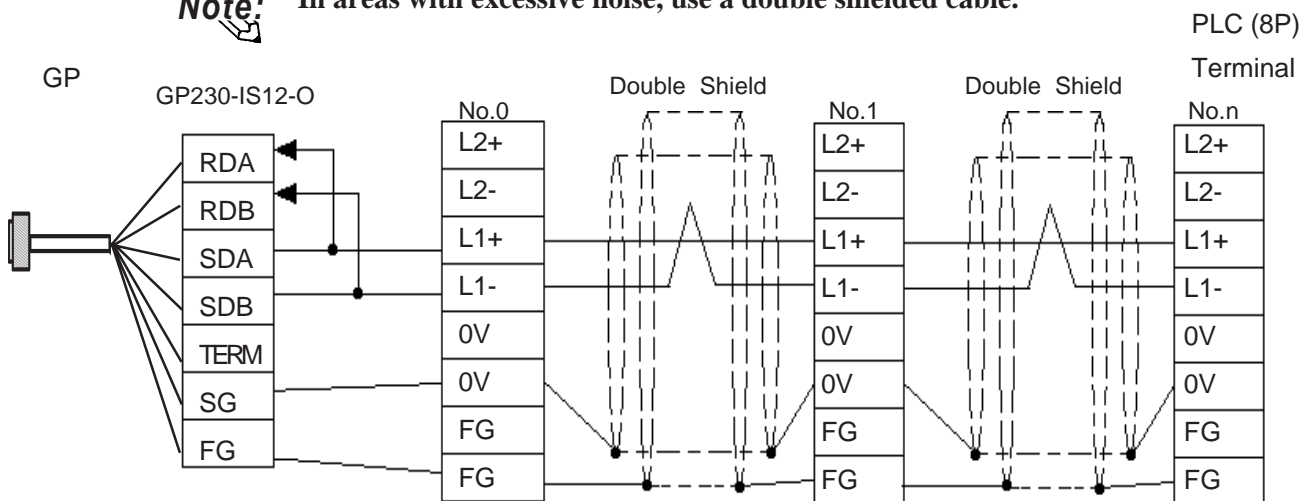 Note: In areas with excessive noise, use a double shielded cable.
PLC (8P)
Terminal
GP
GP230-IS12-O
Double Shield
Double Shield
No.0
No.1
No.n
RDA
RDB
SDA
SDB
TERM
SG
FG
L2+
L2-
L1+
L1-
0V
0V
FG
FG
L2+
L2-
L1+
L1-
0V
0V
FG
FG
L2+
L2-
L1+
L1-
0V
0V
FG
FG